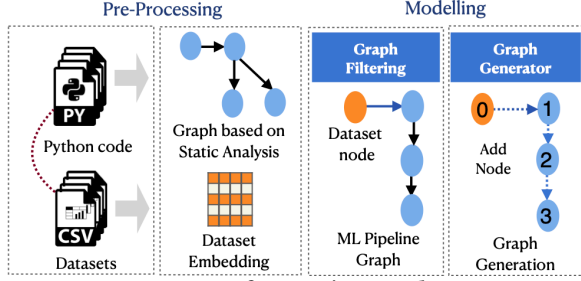 Pre-Processing
Modelling
PY
Python code
CSV
Datasets
Graph based on
Static Analysis
Dataset
Embedding
Graph
Filtering
Dataset
node
ML Pipeline
Graph
Graph
Generator
0
1
Add
Node
2
3
Graph
Generation